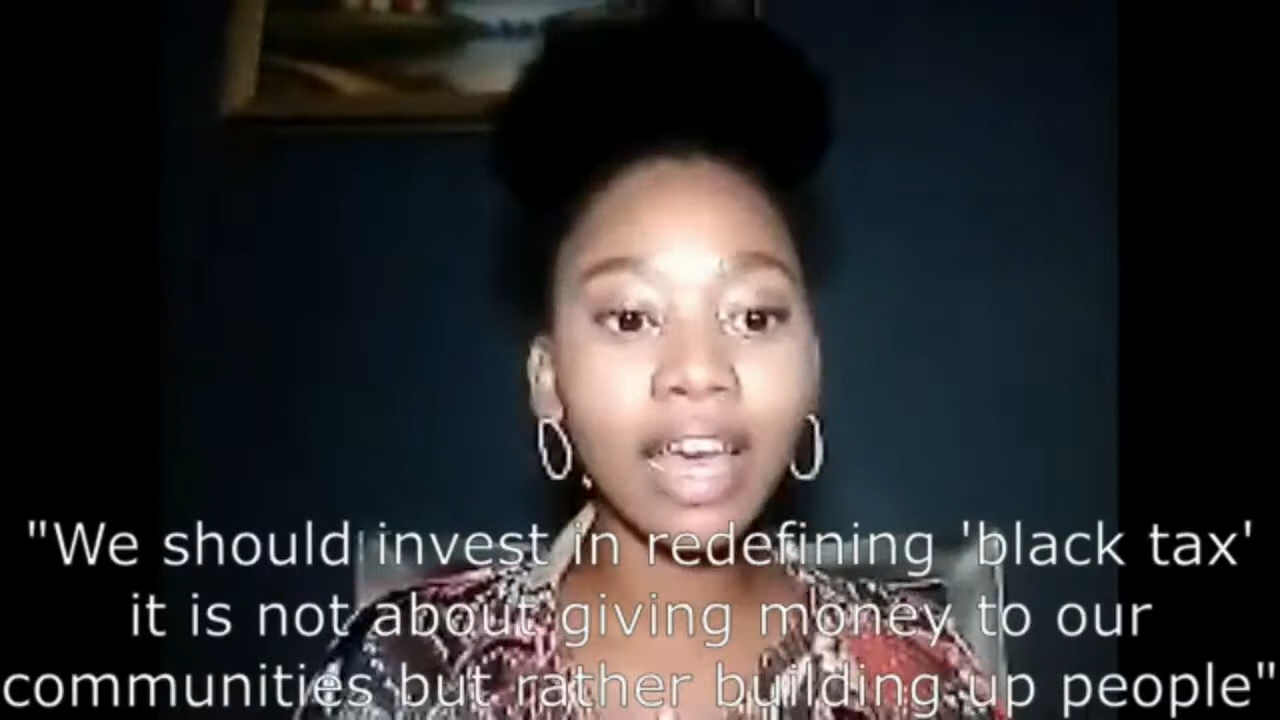 "We should invest in redefining 'black tax'
it is not about giving money to our
communities but rather building up people"